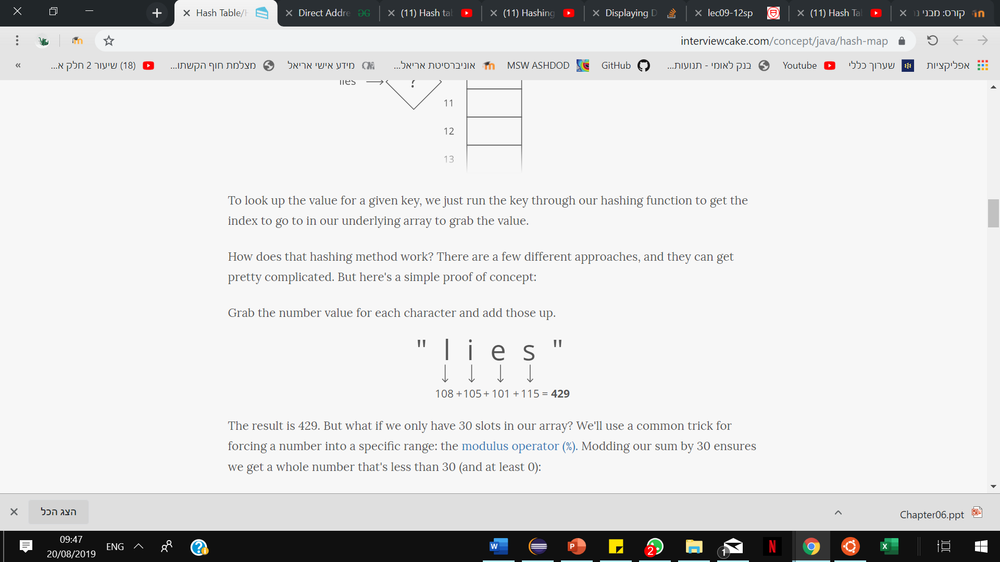 Hash Table/H
Direct Addre
(11) Hash tal
(11) Hashing
Displaying D
lec09-12sp
(11) Hash Tal
קורס: מבני נ
interviewcake.com/concept/java/hash-map
אפליקציות
שערוך כללי
Youtube
בנק לאומי - תנועות...
GitHub
MSW ASHDOD
אוניברסיטת אריאל...
מידע אישי אריאל
מצלמת חוף הקשתו...
(18) שיעור 2 חלק א...
«
lies
?
11
12
13
To look up the value for a given key, we just run the key through our hashing function to get the
index to go to in our underlying array to grab the value.
How does that hashing method work? There are a few different approaches, and they can get
pretty complicated. But here's a simple proof of concept:
Grab the number value for each character and add those up.
" l i e s "
108 + 105 + 101 + 115 = 429
The result is 429. But what if we only have 30 slots in our array? We'll use a common trick for
forcing a number into a specific range: the modulus operator (%). Modding our sum by 30 ensures
we get a whole number that's less than 30 (and at least 0):
הצג הכל
Chapter06.ppt
09:47
20/08/2019
ENG
2
1